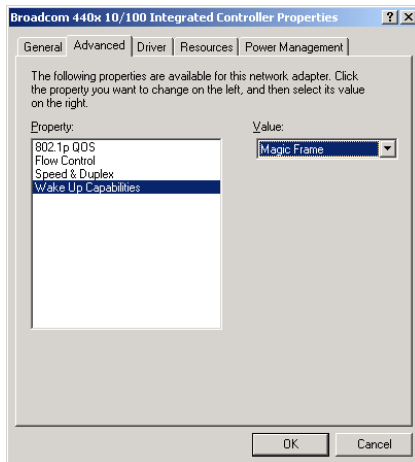 Broadcom 440x 10/100 Integrated Controller Properties
General Advanced Driver Resources Power Management
The following properties are available for this network adapter. Click
the property you want to change on the left, and then select its value
on the right.
Property: Value:
802.1p QOS Magic Frame
Flow Control
Speed & Duplex
Wake Up Capabilities
OK Cancel